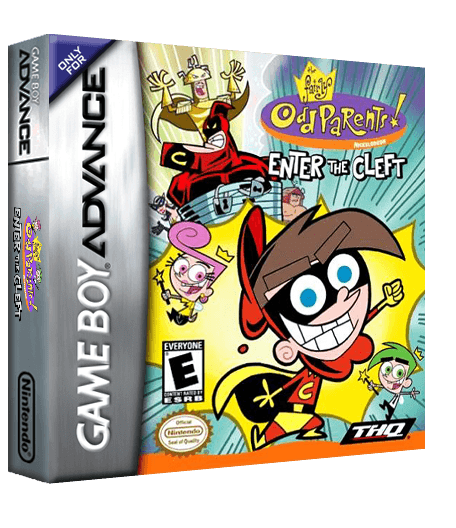 GAME BOY ADVANCE
the fairly OddParents!
ENTER THE CLEFT
Nintendo
ONLY FOR
GAME BOY ADVANCE
the
fairly
OddParents!
NICKELODEON
ENTER THE CLEFT
C
C
EVERYONE
E
CONTENT RATED BY
ESRB
Official
Nintendo
Seal of Quality
THQ